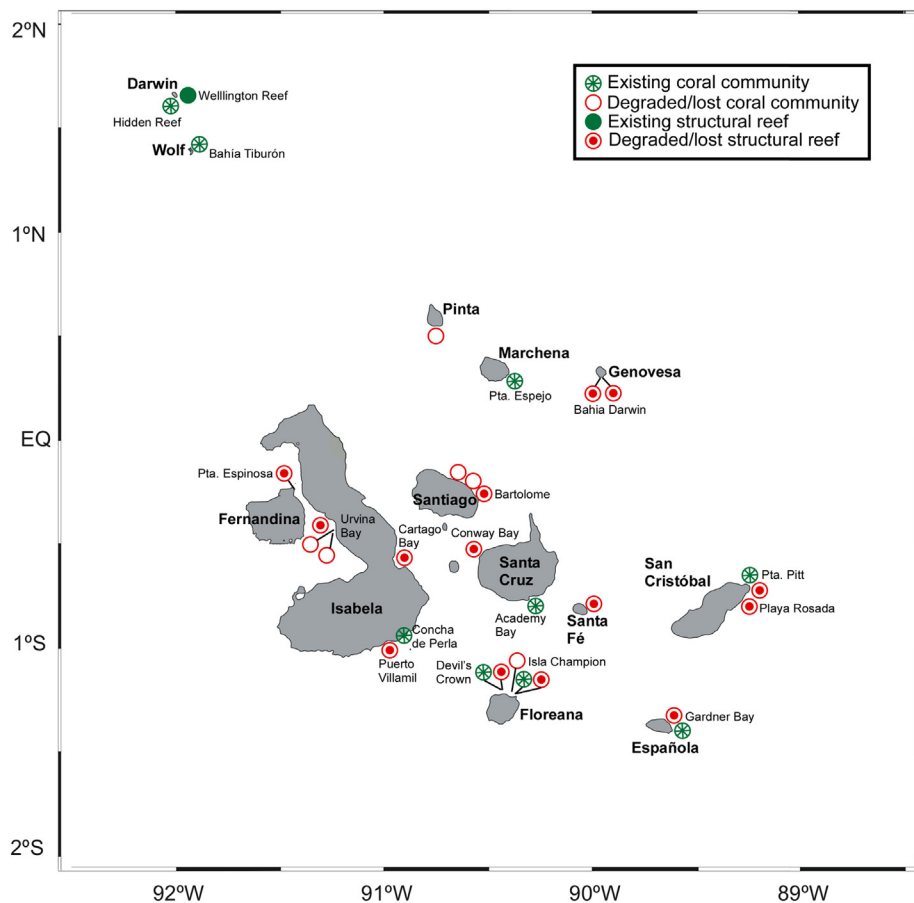 2ºN
1ºN
EQ
1ºS
2ºS
92ºW
91ºW
90ºW
89ºW
Existing coral community
Degraded/lost coral community
Existing structural reef
Degraded/lost structural reef
Darwin
Welllington Reef
Hidden Reef
Wolf
Bahía Tiburón
Pinta
Marchena
Pta. Espejo
Genovesa
Bahia Darwin
Pta. Espinosa
Fernandina
Urvina
Bay
Santiago
Bartolome
Cartago
Bay
Conway Bay
Santa
Cruz
Academy
Bay
Santa
Fé
San
Cristóbal
Pta. Pitt
Playa Rosada
Isabela
Concha
de Perla
Puerto
Villamil
Devil's
Crown
Isla Champion
Floreana
Gardner Bay
Española